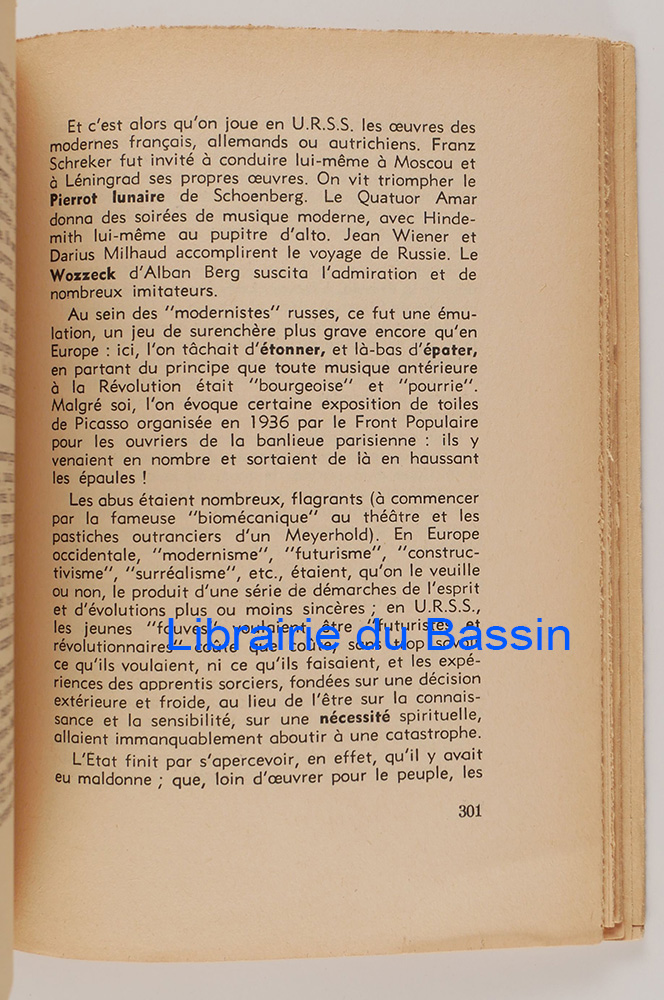 Et c'est alors qu'on joue en U.R.S.S. les œuvres des
modernes français, allemands ou autrichiens. Franz
Schreker fut invité à conduire lui-même à Moscou et
à Léningrad ses propres œuvres. On vit triompher le
Pierrot lunaire de Schoenberg. Le Quatuor Amar
donna des soirées de musique moderne, avec Hinde-
mith lui-même au pupitre d'alto. Jean Wiener et
Darius Milhaud accomplirent le voyage de Russie. Le
Wozzeck d'Alban Berg suscita l'admiration et de
nombreux imitateurs.
Au sein des "modernistes" russes, ce fut une ému-
lation, un jeu de surenchère plus grave encore qu'en
Europe : ici, l'on tâchait d'étonner, et là-bas d'épater,
en partant du principe que toute musique antérieure
à la Révolution était "bourgeoise" et "pourrie".
Malgré soi, l'on évoque certaine exposition de toiles
de Picasso organisée en 1936 par le Front Populaire
pour les ouvriers de la banlieue parisienne : ils y
venaient en nombre et sortaient de là en haussant
les épaules !
Les abus étaient nombreux, flagrants (à commencer
par la fameuse "biomécanique" au théâtre et les
pastiches outranciers d'un Meyerhold). En Europe
occidentale, "modernisme", "futurisme", "construc-
tivisme", "surréalisme", etc., étaient, qu'on le veuille
ou non, le produit d'une série de démarches de l'esprit
et d'évolutions plus ou moins sincères ; en U.R.S.S.,
les jeunes "fauves" voulaient être "futuristes et
révolutionnaires" coûte que coûte, sans trop savoir
ce qu'ils voulaient, ni ce qu'ils faisaient, et les expé-
riences des apprentis sorciers, fondées sur une décision
extérieure et froide, au lieu de l'être sur la connais-
sance et la sensibilité, sur une nécessité spirituelle,
allaient immanquablement aboutir à une catastrophe.
L'Etat finit par s'apercevoir, en effet, qu'il y avait
eu maldonne ; que, loin d'œuvrer pour le peuple, les
301
Librairie du Bassin